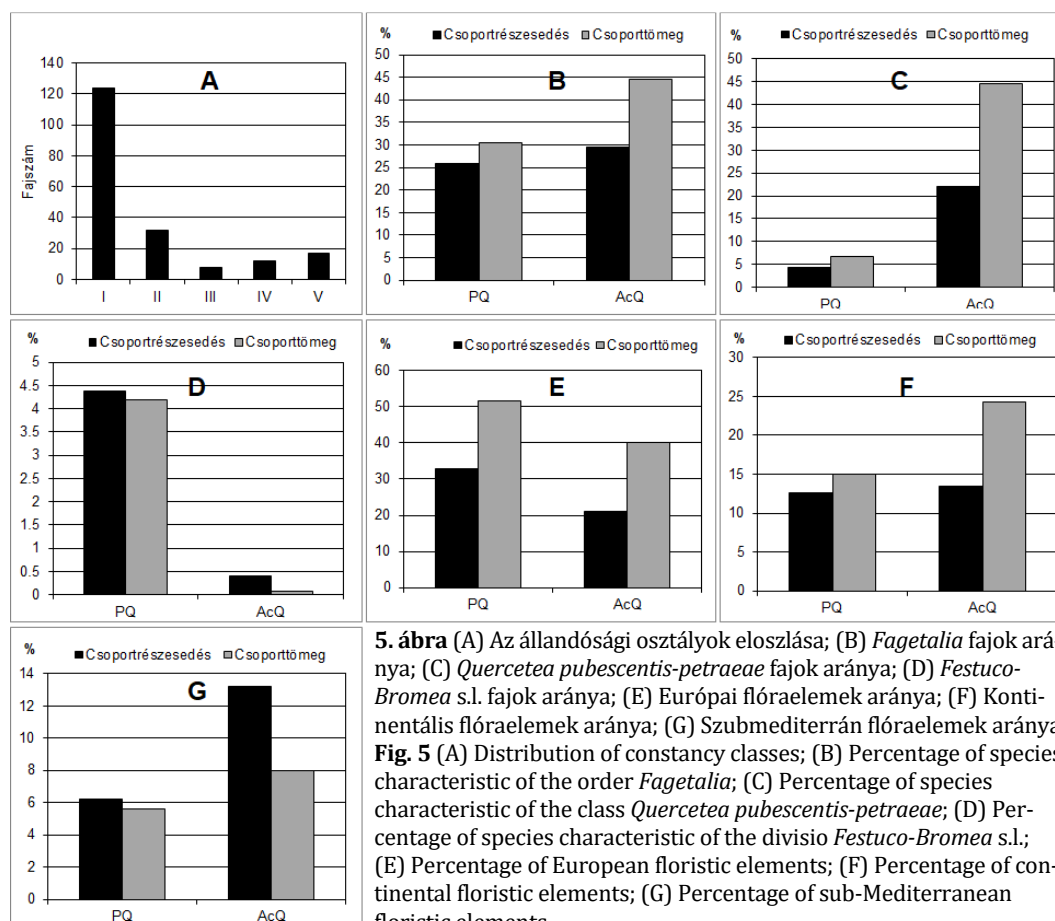 A
Fajszám
140
120
100
80
60
40
20
0
I II III IV V
B
% Csoportrészesedés Csoporttömeg
50
45
40
35
30
25
20
15
10
5
0
PQ AcQ
C
% Csoportrészesedés Csoporttömeg
50
45
40
35
30
25
20
15
10
5
0
PQ AcQ
D
% Csoportrészesedés Csoporttömeg
5
4.5
4
3.5
3
2.5
2
1.5
1
0.5
0
PQ AcQ
E
% Csoportrészesedés Csoporttömeg
60
50
40
30
20
10
0
PQ AcQ
F
% Csoportrészesedés Csoporttömeg
30
25
20
15
10
5
0
PQ AcQ
G
% Csoportrészesedés Csoporttömeg
14
12
10
8
6
4
2
0
PQ AcQ
5. ábra (A) Az állandósági osztályok eloszlása; (B) Fagetalia fajok ará-
nya; (C) Quercetea pubescentis-petraeae fajok aránya; (D) Festuco-
Bromea s.l. fajok aránya; (E) Európai flóraelemek aránya; (F) Konti-
nentális flóraelemek aránya; (G) Szubmediterrán flóraelemek aránya
Fig. 5 (A) Distribution of constancy classes; (B) Percentage of species
characteristic of the order Fagetalia; (C) Percentage of species
characteristic of the class Quercetea pubescentis-petraeae; (D) Per-
centage of species characteristic of the divisio Festuco-Bromea s.l.;
(E) Percentage of European floristic elements; (F) Percentage of con-
tinental floristic elements; (G) Percentage of sub-Mediterranean
floristic elements